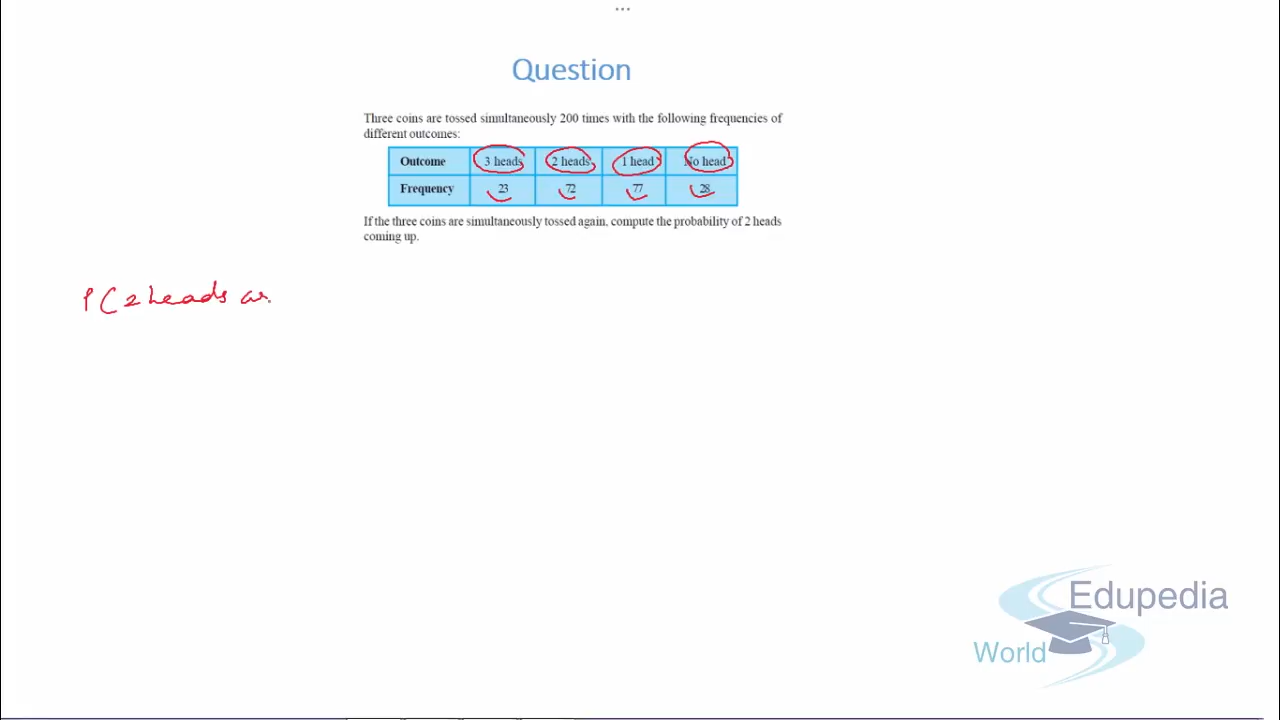 ...
Question
Three coins are tossed simultaneously 200 times with the following frequencies of
different outcomes:
Outcome 3 heads 2 heads 1 head No head
Frequency 23 72 77 28
If the three coins are simultaneously tossed again, compute the probability of 2 heads
coming up.
P(2 heads
Edupedia
World